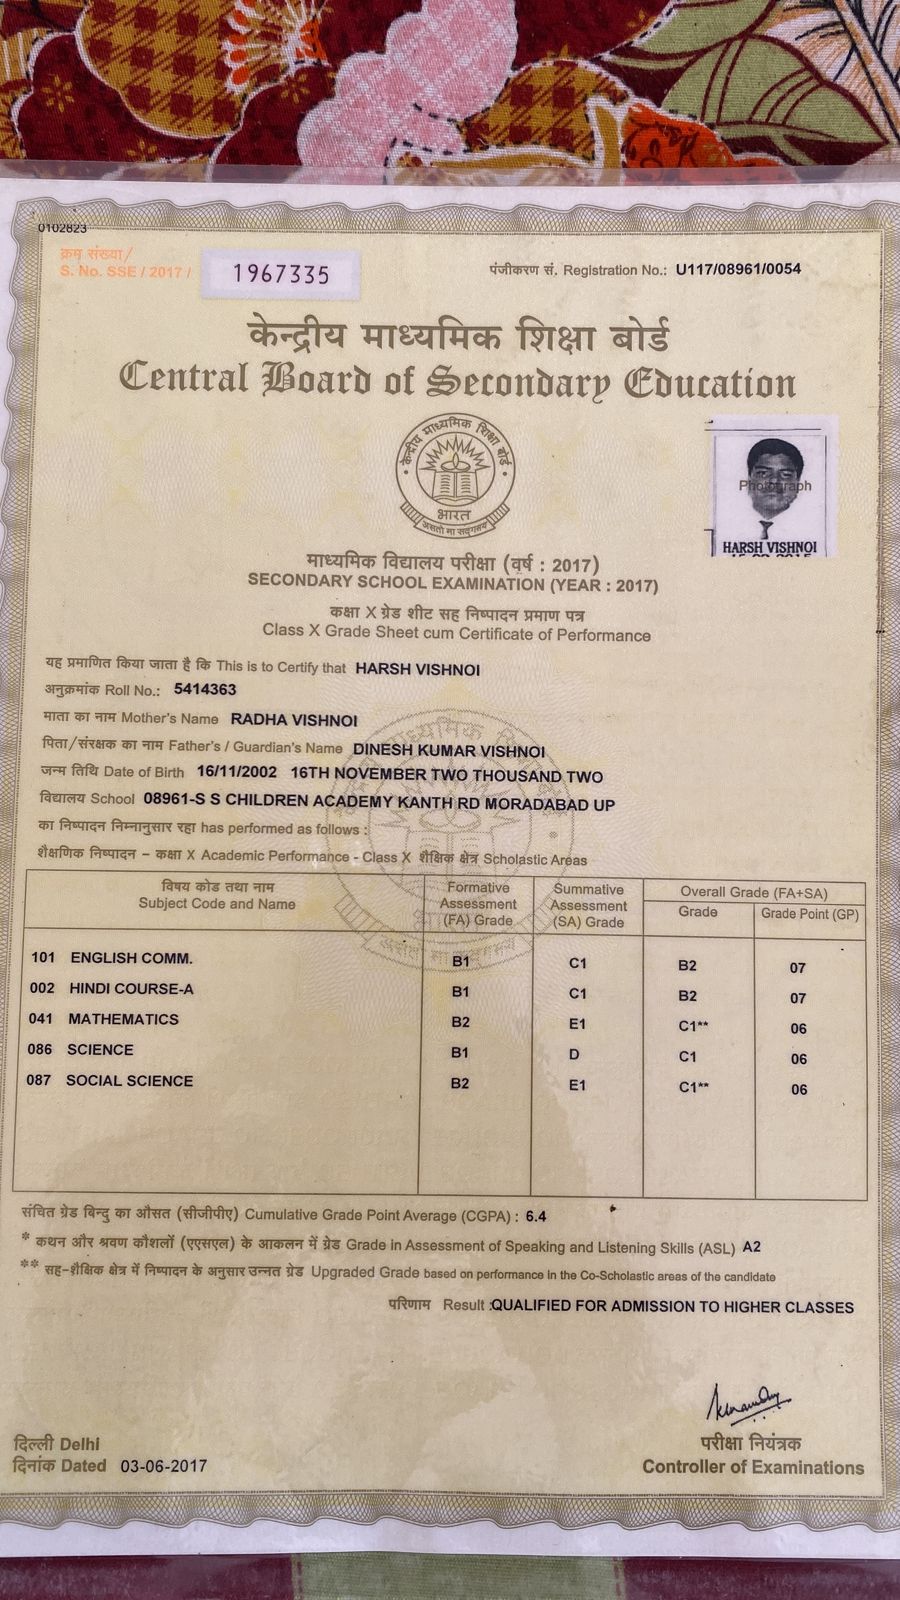 0102823
क्रम संख्या/
S. No. SSE / 2017 / 1967335
पंजीकरण सं. Registration No.: U117/08961/0054
केन्द्रीय माध्यमिक शिक्षा बोर्ड
Central Board of Secondary Education
केन्द्रीय माध्यमिक शिक्षा बोर्ड
भारत
असतो मा सद्गमय
Photograph
HARSH VISHNOI
माध्यमिक विद्यालय परीक्षा (वर्ष : 2017)
SECONDARY SCHOOL EXAMINATION (YEAR : 2017)
कक्षा X ग्रेड शीट सह निष्पादन प्रमाण पत्र
Class X Grade Sheet cum Certificate of Performance
यह प्रमाणित किया जाता है कि This is to Certify that HARSH VISHNOI
अनुक्रमांक Roll No.: 5414363
माता का नाम Mother's Name RADHA VISHNOI
पिता/संरक्षक का नाम Father's / Guardian's Name DINESH KUMAR VISHNOI
जन्म तिथि Date of Birth 16/11/2002 16TH NOVEMBER TWO THOUSAND TWO
विद्यालय School 08961-S S CHILDREN ACADEMY KANTH RD MORADABAD UP
का निष्पादन निम्नानुसार रहा has performed as follows :
शैक्षणिक निष्पादन – कक्षा X Academic Performance - Class X शैक्षिक क्षेत्र Scholastic Areas
विषय कोड तथा नाम
Subject Code and Name
Formative
Assessment
(FA) Grade
Summative
Assessment
(SA) Grade
Overall Grade (FA+SA)
Grade
Grade Point (GP)
101 ENGLISH COMM. B1 C1 B2 07
002 HINDI COURSE-A B1 C1 B2 07
041 MATHEMATICS B2 E1 C1** 06
086 SCIENCE B1 D C1 06
087 SOCIAL SCIENCE B2 E1 C1** 06
संचित ग्रेड बिन्दु का औसत (सीजीपीए) Cumulative Grade Point Average (CGPA) : 6.4
* कथन और श्रवण कौशलों (एएसएल) के आकलन में ग्रेड Grade in Assessment of Speaking and Listening Skills (ASL) A2
** सह-शैक्षिक क्षेत्र में निष्पादन के अनुसार उन्नत ग्रेड Upgraded Grade based on performance in the Co-Scholastic areas of the candidate
परिणाम Result :QUALIFIED FOR ADMISSION TO HIGHER CLASSES
दिल्ली Delhi
दिनांक Dated 03-06-2017
परीक्षा नियंत्रक
Controller of Examinations